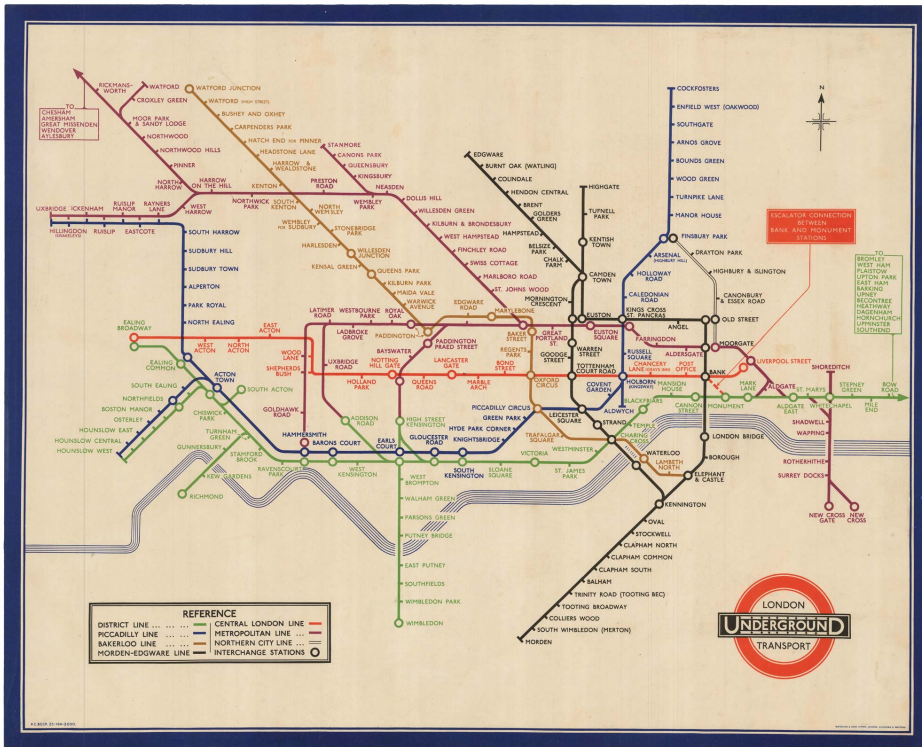 RICKMANS-
WORTH
WATFORD
CROXLEY GREEN
MOOR PARK
& SANDY LODGE
NORTHWOOD
NORTHWOOD HILLS
PINNER
NORTH
HARROW
HARROW
ON THE HILL
TO
CHESHAM
AMERSHAM
GREAT MISSENDEN
WENDOVER
AYLESBURY
WATFORD JUNCTION
WATFORD (HIGH STREET)
BUSHEY AND OXHEY
CARPENDERS PARK
HATCH END FOR PINNER
HEADSTONE LANE
HARROW &
WEALDSTONE
KENTON
NORTHWICK
PARK
PRESTON
ROAD
SOUTH
KENTON
NORTH
WEMBLEY
WEMBLEY
FOR SUDBURY
STONEBRIDGE
PARK
HARLESDEN
WILLESDEN
JUNCTION
KENSAL GREEN
QUEENS PARK
KILBURN PARK
MAIDA VALE
WARWICK
AVENUE
PADDINGTON
STANMORE
CANONS PARK
QUEENSBURY
KINGSBURY
NEASDEN
WEMBLEY
PARK
DOLLIS HILL
WILLESDEN GREEN
KILBURN & BRONDESBURY
WEST HAMPSTEAD
FINCHLEY ROAD
SWISS COTTAGE
MARLBORO ROAD
ST. JOHNS WOOD
EDGWARE
BURNT OAK (WATLING)
COLINDALE
HENDON CENTRAL
BRENT
GOLDERS
GREEN
HAMPSTEAD
BELSIZE
PARK
CHALK
FARM
HIGHGATE
TUFNELL
PARK
KENTISH
TOWN
CAMDEN
TOWN
MORNINGTON
CRESCENT
COCKFOSTERS
ENFIELD WEST (OAKWOOD)
SOUTHGATE
ARNOS GROVE
BOUNDS GREEN
WOOD GREEN
TURNPIKE LANE
MANOR HOUSE
FINSBURY PARK
ARSENAL
(HIGHBURY HILL)
HOLLOWAY
ROAD
CALEDONIAN
ROAD
DRAYTON PARK
HIGHBURY & ISLINGTON
CANONBURY
& ESSEX ROAD
OLD STREET
N
ESCALATOR CONNECTION
BETWEEN
BANK AND MONUMENT
STATIONS
TO
BROMLEY
WEST HAM
PLAISTOW
UPTON PARK
EAST HAM
BARKING
UPNEY
BECONTREE
HEATHWAY
DAGENHAM
HORNCHURCH
UPMINSTER
SOUTHEND
UXBRIDGE
ICKENHAM
RUISLIP
MANOR
RAYNERS
LANE
WEST
HARROW
HILLINGDON
RUISLIP
EASTCOTE
SOUTH HARROW
SUDBURY HILL
SUDBURY TOWN
ALPERTON
PARK ROYAL
NORTH EALING
EALING
BROADWAY
WEST
ACTON
NORTH
ACTON
EAST
ACTON
WOOD
LANE
SHEPHERDS
BUSH
LATIMER
ROAD
LADBROKE
GROVE
WESTBOURNE
PARK
ROYAL
OAK
UXBRIDGE
ROAD
HOLLAND
PARK
NOTTING
HILL GATE
BAYSWATER
QUEENS
ROAD
PADDINGTON
PRAED STREET
LANCASTER
GATE
EDGWARE
ROAD
MARYLEBONE
BAKER
STREET
MARBLE
ARCH
BOND
STREET
REGENTS
PARK
GREAT
PORTLAND
ST.
OXFORD
CIRCUS
WARREN
STREET
GOODGE
STREET
TOTTENHAM
COURT ROAD
EUSTON
EUSTON
SQUARE
KINGS CROSS
ST. PANCRAS
ANGEL
RUSSELL
SQUARE
FARRINGDON
ALDERSGATE
MOORGATE
CHANCERY
LANE (GRAYS INN)
POST
OFFICE
BANK
LIVERPOOL STREET
SHOREDITCH
HOLBORN
(KINGSWAY)
COVENT
GARDEN
ALDWYCH
MANSION
HOUSE
CANNON
STREET
MONUMENT
MARK
LANE
ALDGATE
ALDGATE
EAST
ST. MARYS
WHITECHAPEL
STEPNEY
GREEN
MILE
END
BOW
ROAD
EALING
COMMON
SOUTH EALING
NORTHFIELDS
BOSTON MANOR
OSTERLEY
HOUNSLOW EAST
HOUNSLOW CENTRAL
HOUNSLOW WEST
ACTON
TOWN
SOUTH ACTON
CHISWICK
PARK
TURNHAM
GREEN
GUNNERSBURY
KEW GARDENS
RICHMOND
STAMFORD
BROOK
RAVENSCOURT
PARK
GOLDHAWK
ROAD
HAMMERSMITH
BARONS COURT
WEST
KENSINGTON
ADDISON
ROAD
EARLS
COURT
HIGH STREET
KENSINGTON
GLOUCESTER
ROAD
SOUTH
KENSINGTON
KNIGHTSBRIDGE
HYDE PARK CORNER
GREEN PARK
PICCADILLY CIRCUS
LEICESTER
SQUARE
TRAFALGAR
SQUARE
STRAND
SLOANE
SQUARE
VICTORIA
ST. JAMES
PARK
WESTMINSTER
CHARING
CROSS
TEMPLE
BLACKFRIARS
WATERLOO
LAMBETH
NORTH
ELEPHANT
& CASTLE
BOROUGH
LONDON BRIDGE
SHADWELL
WAPPING
ROTHERHITHE
SURREY DOCKS
NEW CROSS
GATE
NEW
CROSS
WEST
BROMPTON
WALHAM GREEN
PARSONS GREEN
PUTNEY BRIDGE
EAST PUTNEY
SOUTHFIELDS
WIMBLEDON PARK
WIMBLEDON
KENNINGTON
OVAL
STOCKWELL
CLAPHAM NORTH
CLAPHAM COMMON
CLAPHAM SOUTH
BALHAM
TRINITY ROAD (TOOTING BEC)
TOOTING BROADWAY
COLLIERS WOOD
SOUTH WIMBLEDON (MERTON)
MORDEN
REFERENCE
DISTRICT LINE
PICCADILLY LINE
BAKERLOO LINE
MORDEN-EDGWARE LINE
CENTRAL LONDON LINE
METROPOLITAN LINE
NORTHERN CITY LINE
INTERCHANGE STATIONS
LONDON
UNDERGROUND
TRANSPORT